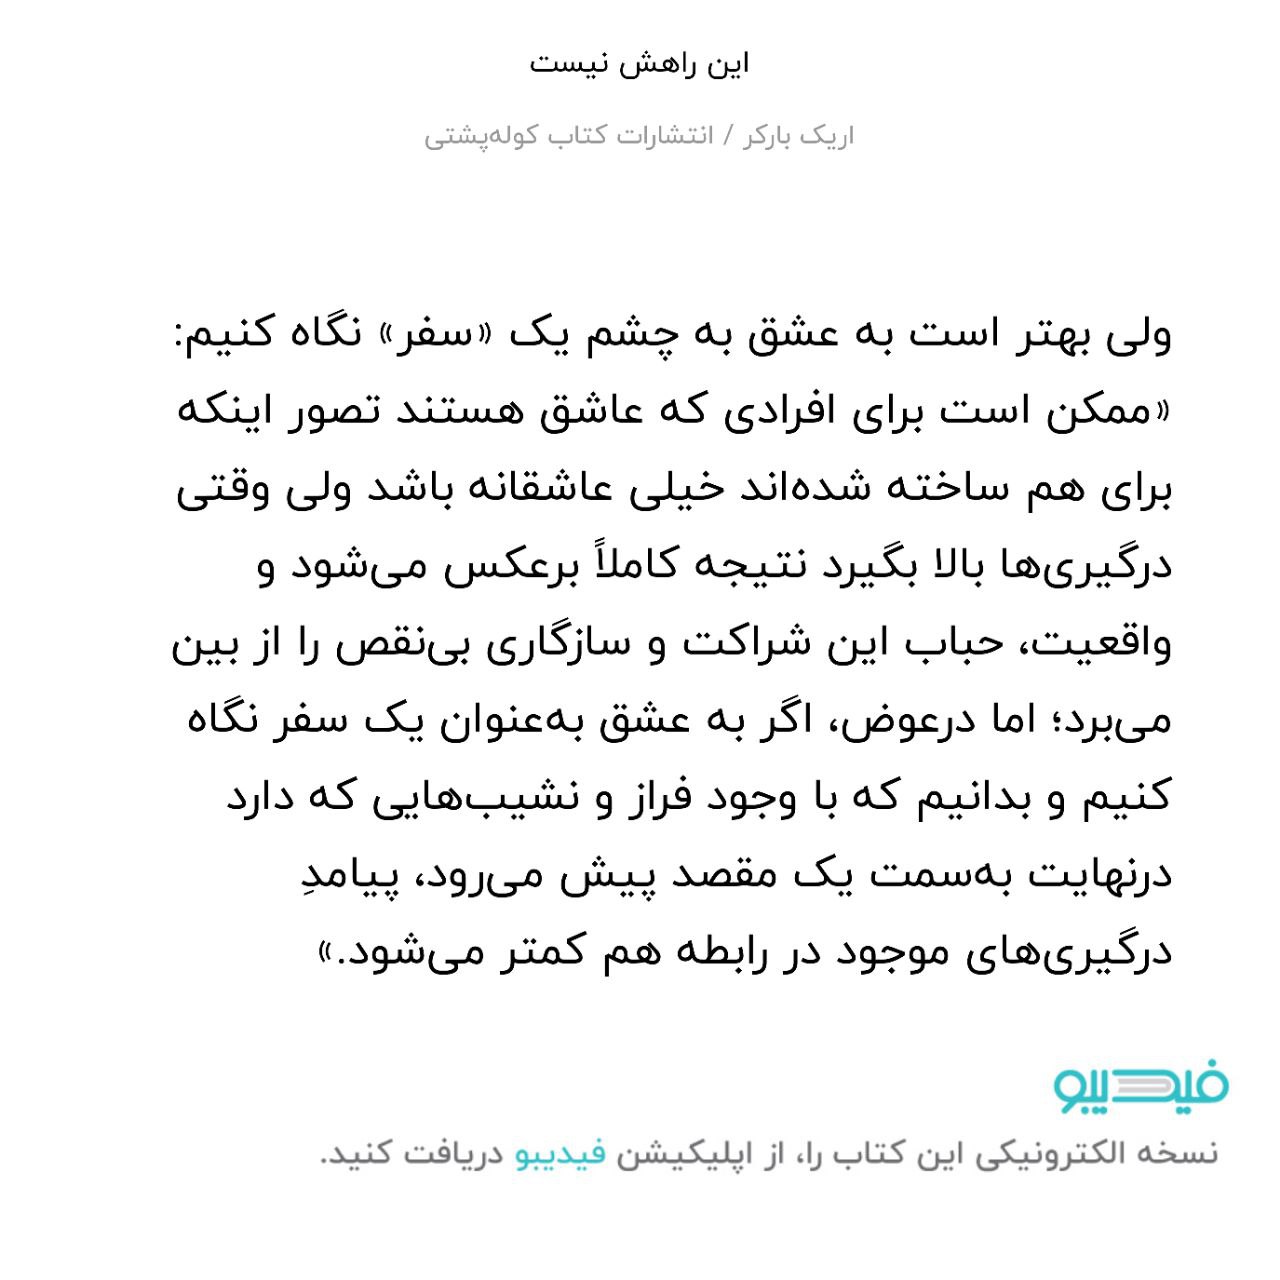 این راهش نیست
اریک بارکر / انتشارات کتاب کوله‌پشتی
ولی بهتر است به عشق به چشم یک «سفر» نگاه کنیم:
«ممکن است برای افرادی که عاشق هستند تصور اینکه
برای هم ساخته شده‌اند خیلی عاشقانه باشد ولی وقتی
درگیری‌ها بالا بگیرد نتیجه کاملاً برعکس می‌شود و
واقعیت، حباب این شراکت و سازگاری بی‌نقص را از بین
می‌برد؛ اما درعوض، اگر به عشق به‌عنوان یک سفر نگاه
کنیم و بدانیم که با وجود فراز و نشیب‌هایی که دارد
درنهایت به‌سمت یک مقصد پیش می‌رود، پیامدِ
درگیری‌های موجود در رابطه هم کمتر می‌شود.»
فیدیبو
نسخه الکترونیکی این کتاب را، از اپلیکیشن فیدیبو دریافت کنید.